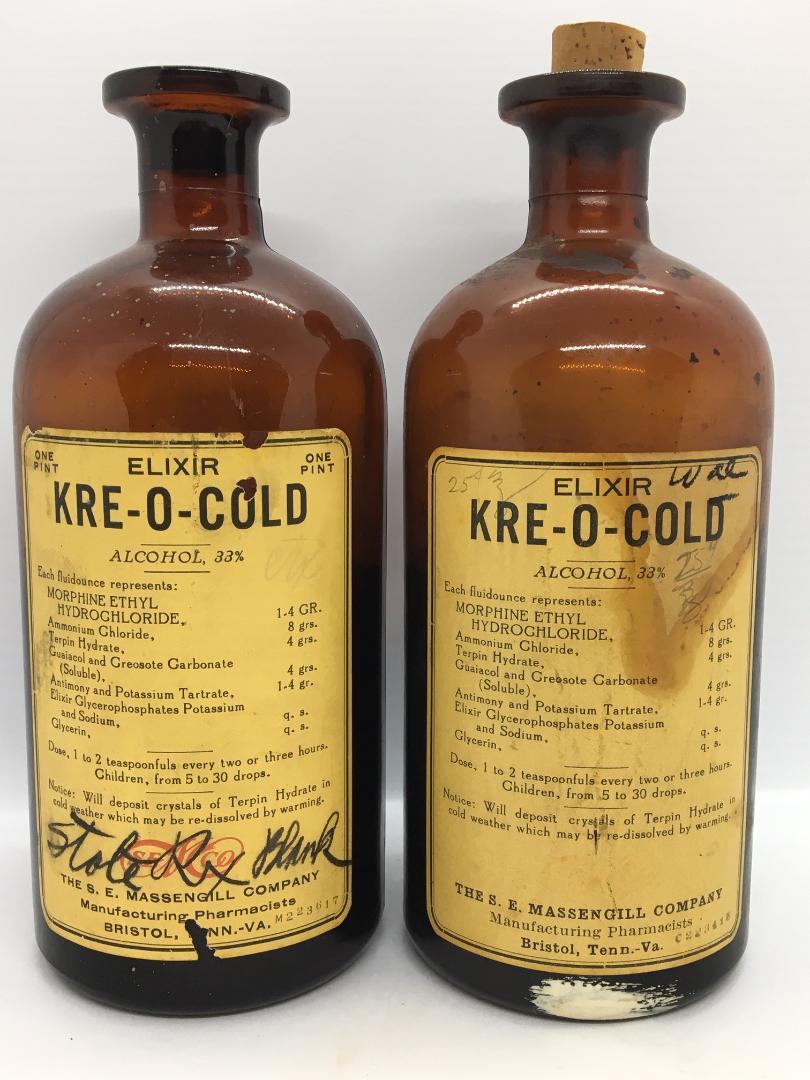 ONE PINT
ELIXIR
ONE PINT
KRE-O-COLD
ALCOHOL, 33%
Each fluidounce represents:
MORPHINE ETHYL
HYDROCHLORIDE, 1-4 GR.
Ammonium Chloride, 8 grs.
Terpin Hydrate, 4 grs.
Guaiacol and Greosote Carbonate
(Soluble), 4 grs.
Antimony and Potassium Tartrate, 1-4 gr.
Elixir Glycerophosphates Potassium
and Sodium, q. s.
Glycerin, q. s.
Dose, 1 to 2 teaspoonfuls every two or three hours.
Children, from 5 to 30 drops.
Notice: Will deposit crystals of Terpin Hydrate in
cold weather which may be re-dissolved by warming.
State Rx Blank
THE S. E. MASSENGILL COMPANY
Manufacturing Pharmacists
BRISTOL, NN.-VA. M223617
ELIXIR
KRE-O-COLD
ALCOHOL, 33%
25
Each fluidounce represents:
MORPHINE ETHYL
HYDROCHLORIDE, 1-4 GR.
Ammonium Chloride, 8 grs.
Terpin Hydrate, 4 grs.
Guaiacol and Greosote Carbonate
(Soluble), 4 grs.
Antimony and Potassium Tartrate, 1-4 gr.
Elixir Glycerophosphates Potassium
and Sodium, q. s.
Glycerin, q. s.
Dose, 1 to 2 teaspoonfuls every two or three hours.
Children, from 5 to 30 drops.
Notice: Will deposit crystals of Terpin Hydrate in
cold weather which may be re-dissolved by warming.
THE S. E. MASSENGILL COMPANY
Manufacturing Pharmacists
Bristol, Tenn.-Va.